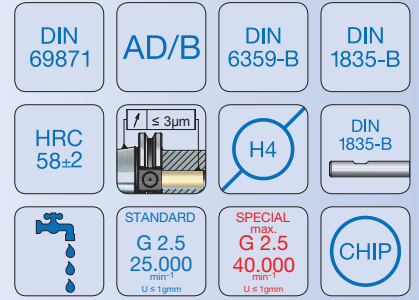 DIN
69871
AD/B
DIN
6359-B
DIN
1835-B
HRC
58±2
≤ 3µm
H4
DIN
1835-B
STANDARD
G 2.5
25.000
min⁻¹
U ≤ 1gmm
SPECIAL
max.
G 2.5
40.000
min⁻¹
U ≤ 1gmm
CHIP